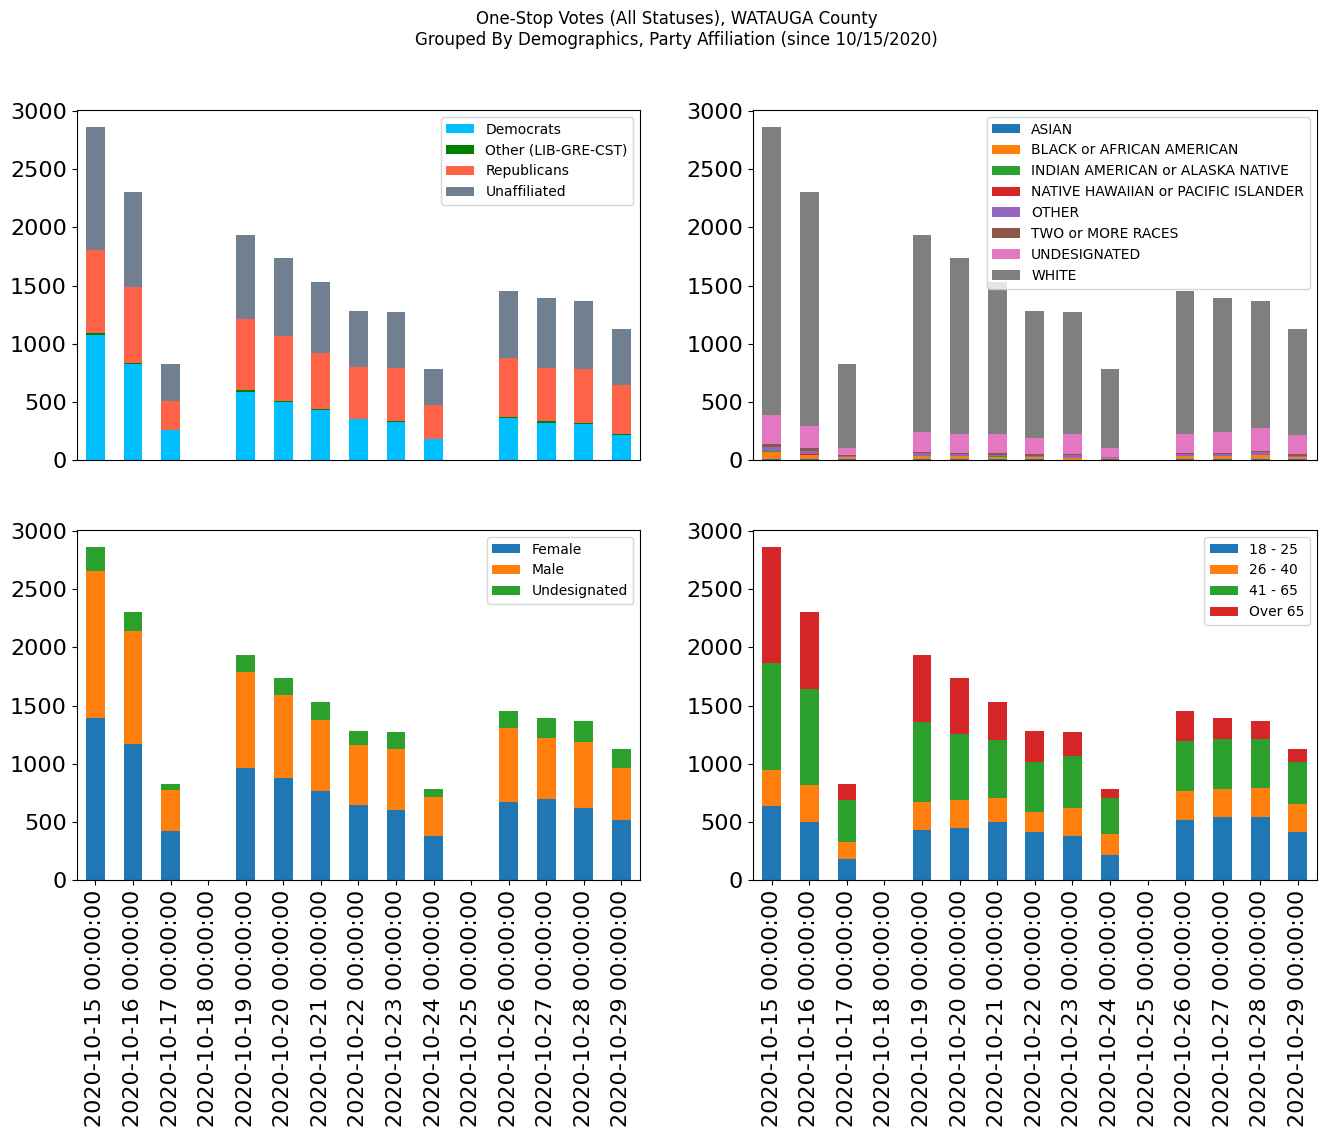 One-Stop Votes (All Statuses), WATAUGA County
Grouped By Demographics, Party Affiliation (since 10/15/2020)
3000
2500
2000
1500
1000
500
0
Democrats
Other (LIB-GRE-CST)
Republicans
Unaffiliated
3000
2500
2000
1500
1000
500
0
ASIAN
BLACK or AFRICAN AMERICAN
INDIAN AMERICAN or ALASKA NATIVE
NATIVE HAWAIIAN or PACIFIC ISLANDER
OTHER
TWO or MORE RACES
UNDESIGNATED
WHITE
3000
2500
2000
1500
1000
500
0
Female
Male
Undesignated
2020-10-15 00:00:00
2020-10-16 00:00:00
2020-10-17 00:00:00
2020-10-18 00:00:00
2020-10-19 00:00:00
2020-10-20 00:00:00
2020-10-21 00:00:00
2020-10-22 00:00:00
2020-10-23 00:00:00
2020-10-24 00:00:00
2020-10-25 00:00:00
2020-10-26 00:00:00
2020-10-27 00:00:00
2020-10-28 00:00:00
2020-10-29 00:00:00
3000
2500
2000
1500
1000
500
0
18 - 25
26 - 40
41 - 65
Over 65
2020-10-15 00:00:00
2020-10-16 00:00:00
2020-10-17 00:00:00
2020-10-18 00:00:00
2020-10-19 00:00:00
2020-10-20 00:00:00
2020-10-21 00:00:00
2020-10-22 00:00:00
2020-10-23 00:00:00
2020-10-24 00:00:00
2020-10-25 00:00:00
2020-10-26 00:00:00
2020-10-27 00:00:00
2020-10-28 00:00:00
2020-10-29 00:00:00